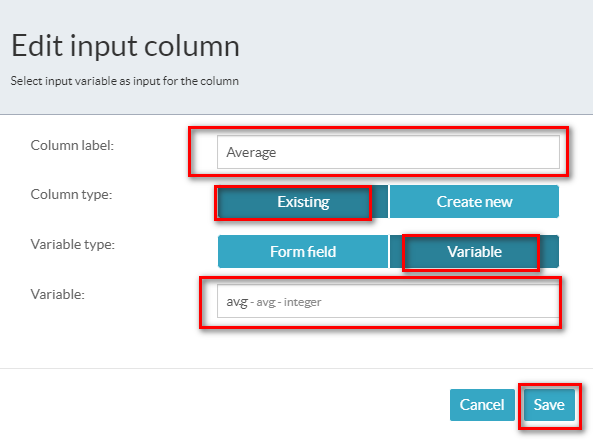 Edit input column
Select input variable as input for the column
Column label:
Average
Column type:
Existing Create new
Variable type:
Form field Variable
Variable:
avg - avg - integer
Cancel Save